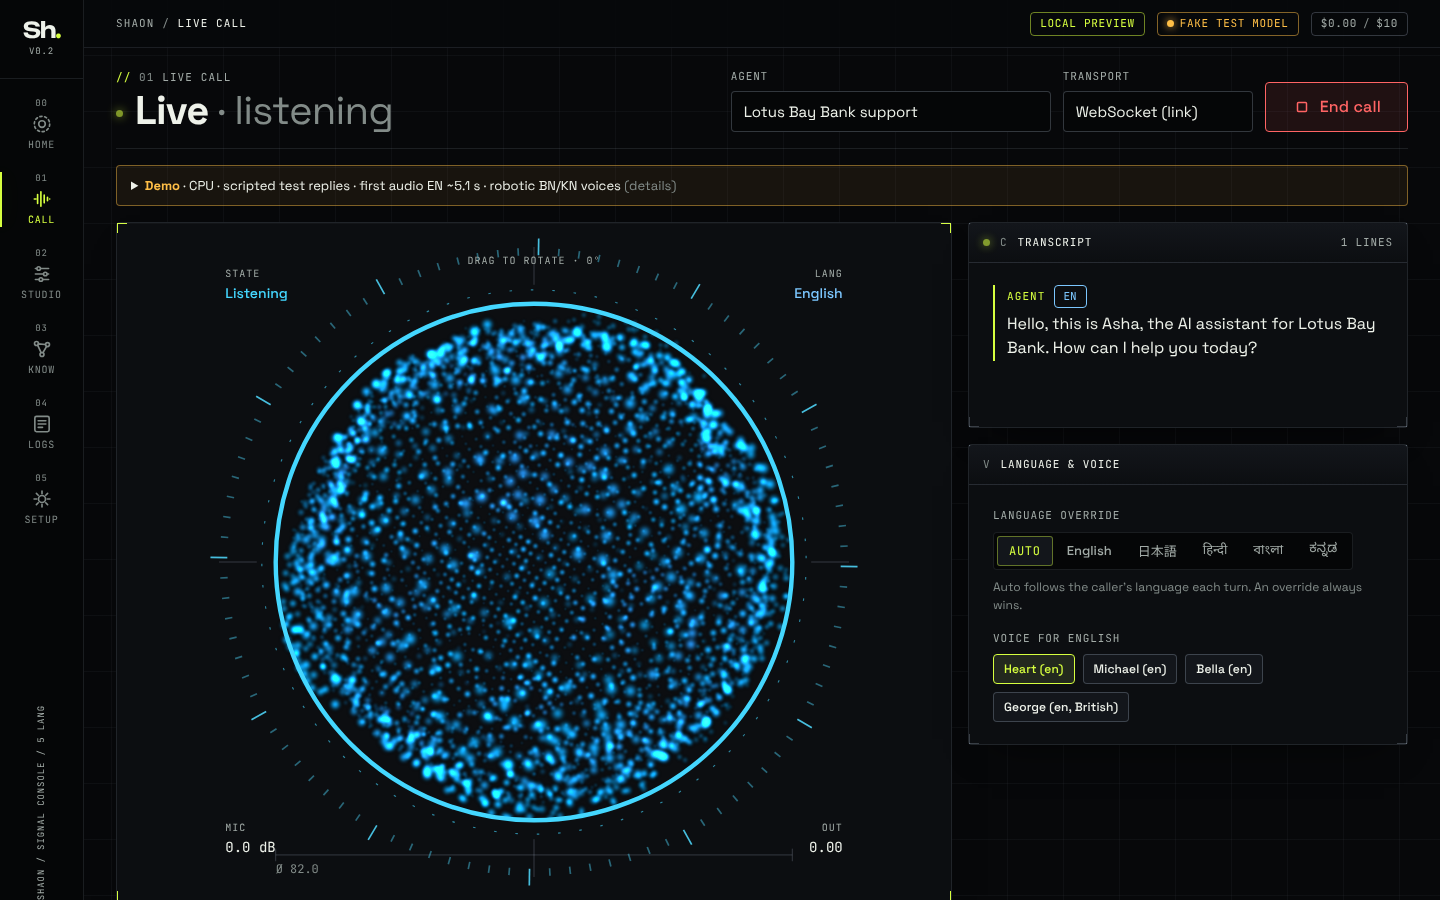 Sh.
V0.2
00
HOME
01
CALL
02
STUDIO
03
KNOW
04
LOGS
05
SETUP
SHAON / SIGNAL CONSOLE / 5 LANG
SHAON / LIVE CALL
LOCAL PREVIEW
FAKE TEST MODEL
$0.00 / $10
// 01 LIVE CALL
Live · listening
AGENT
Lotus Bay Bank support
TRANSPORT
WebSocket (link)
End call
Demo · CPU · scripted test replies · first audio EN ~5.1 s · robotic BN/KN voices (details)
DRAG TO ROTATE · 0°
STATE
Listening
LANG
English
MIC
0.0 dB
OUT
0.00
Ø 82.0
C TRANSCRIPT
1 LINES
AGENT EN
Hello, this is Asha, the AI assistant for Lotus Bay
Bank. How can I help you today?
V LANGUAGE & VOICE
LANGUAGE OVERRIDE
AUTO English 日本語 हिन्दी বাংলা ಕನ್ನಡ
Auto follows the caller's language each turn. An override always
wins.
VOICE FOR ENGLISH
Heart (en) Michael (en) Bella (en)
George (en, British)